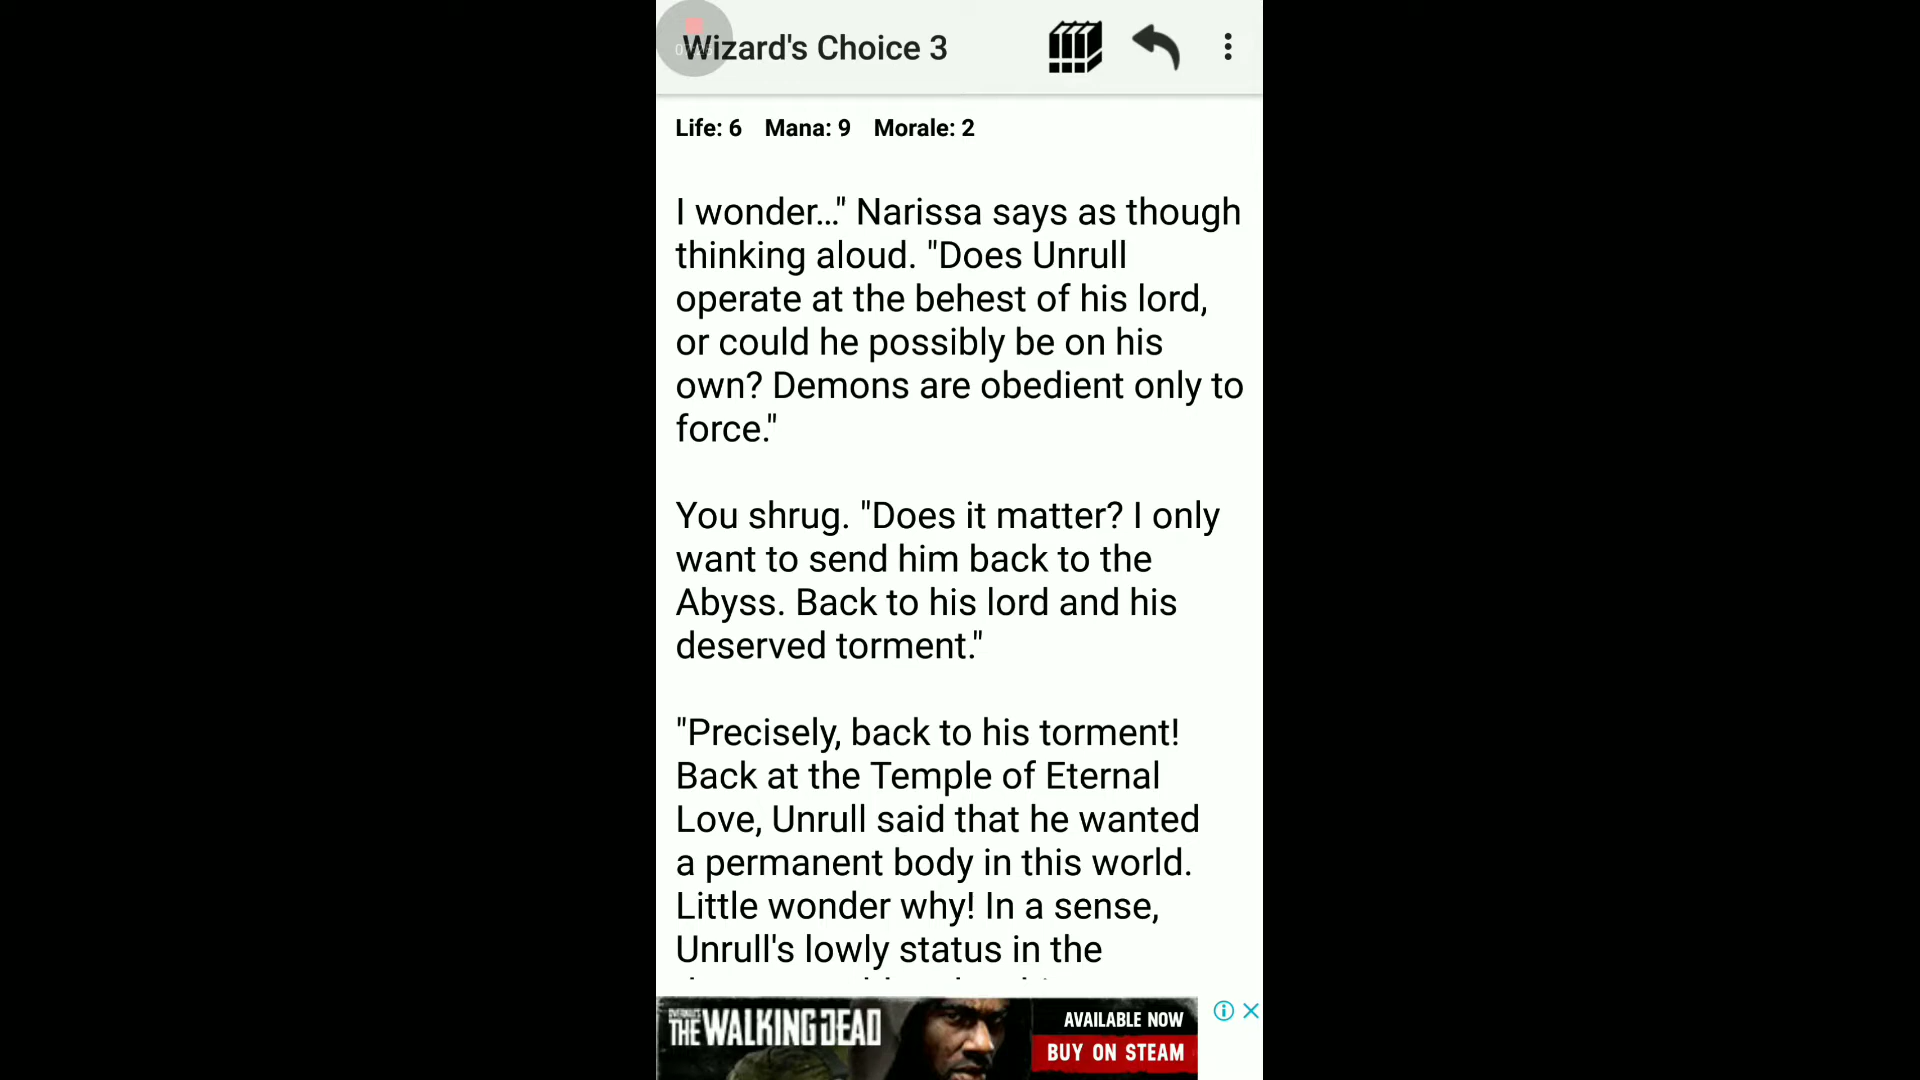 Wizard's Choice 3
Life: 6 Mana: 9 Morale: 2
I wonder..." Narissa says as though
thinking aloud. "Does Unrull
operate at the behest of his lord,
or could he possibly be on his
own? Demons are obedient only to
force."
You shrug. "Does it matter? I only
want to send him back to the
Abyss. Back to his lord and his
deserved torment."
"Precisely, back to his torment!
Back at the Temple of Eternal
Love, Unrull said that he wanted
a permanent body in this world.
Little wonder why! In a sense,
Unrull's lowly status in the
OVERKILL'S
THE WALKING DEAD
AVAILABLE NOW
BUY ON STEAM